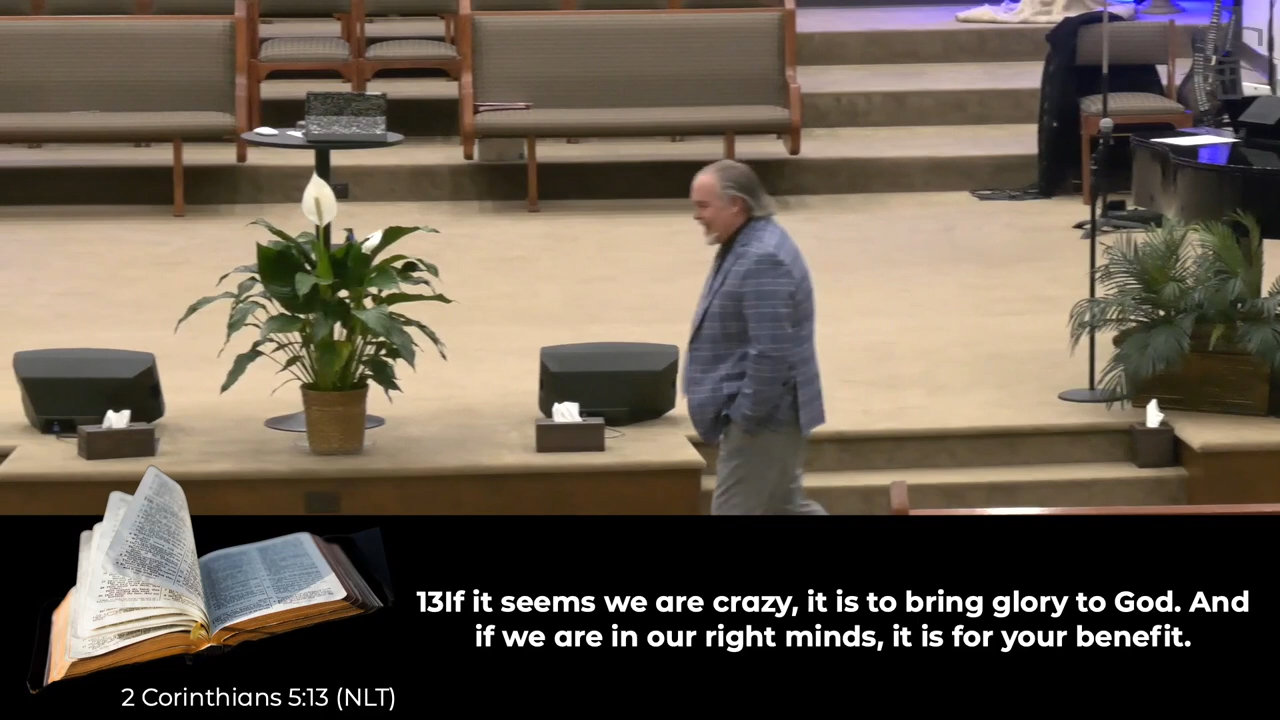 13If it seems we are crazy, it is to bring glory to God. And
if we are in our right minds, it is for your benefit.
2 Corinthians 5:13 (NLT)